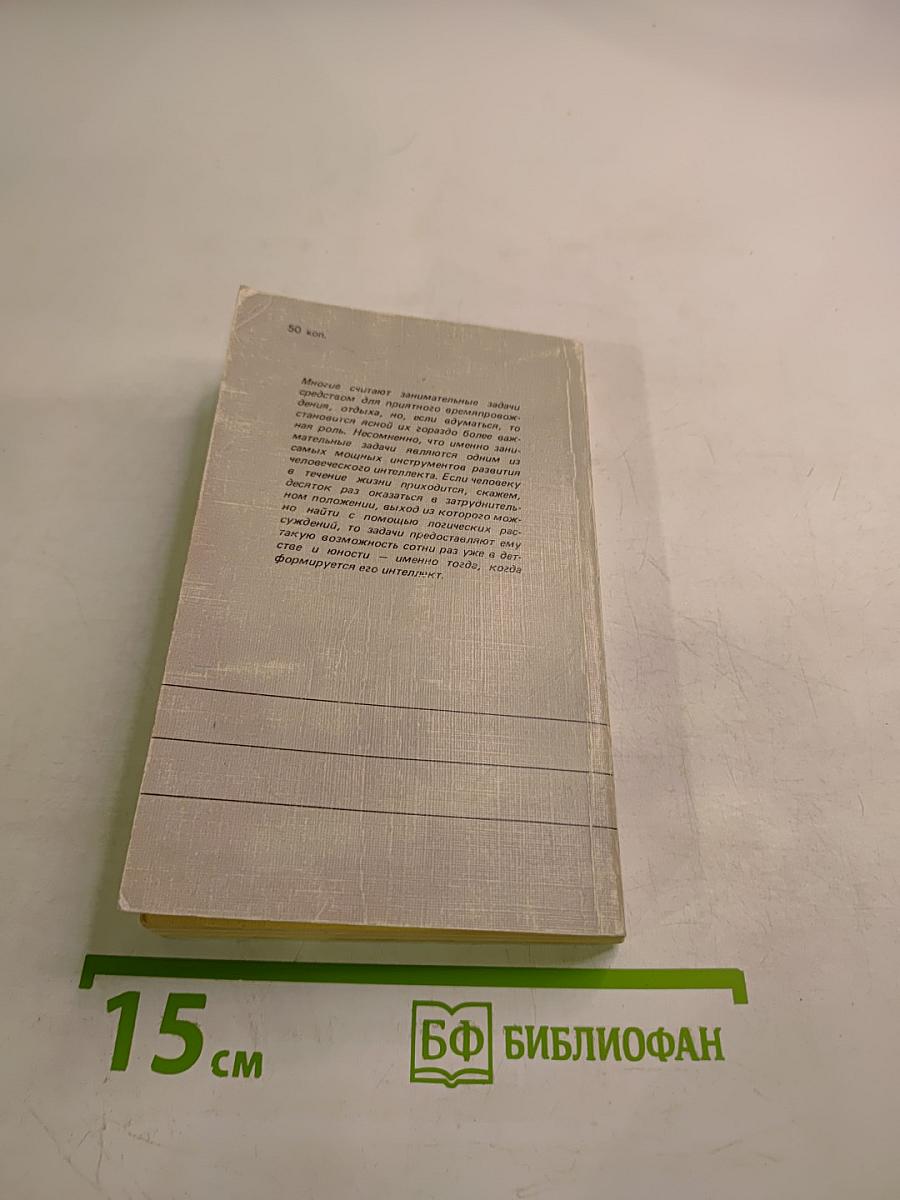 50 коп.
Многие считают занимательные задачи
средством для приятного времяпровож-
дения, отдыха, но, если вдуматься, то
становится ясной их гораздо более важ-
ная роль. Несомненно, что именно зани-
мательные задачи являются одним из
самых мощных инструментов развития
человеческого интеллекта. Если человеку
в течение жизни приходится, скажем,
десяток раз оказаться в затруднитель-
ном положении, выход из которого мож-
но найти с помощью логических рас-
суждений, то задачи предоставляют ему
такую возможность сотни раз уже в дет-
стве и юности — именно тогда, когда
формируется его интеллект.
15 см
БФ БИБЛИОФАН